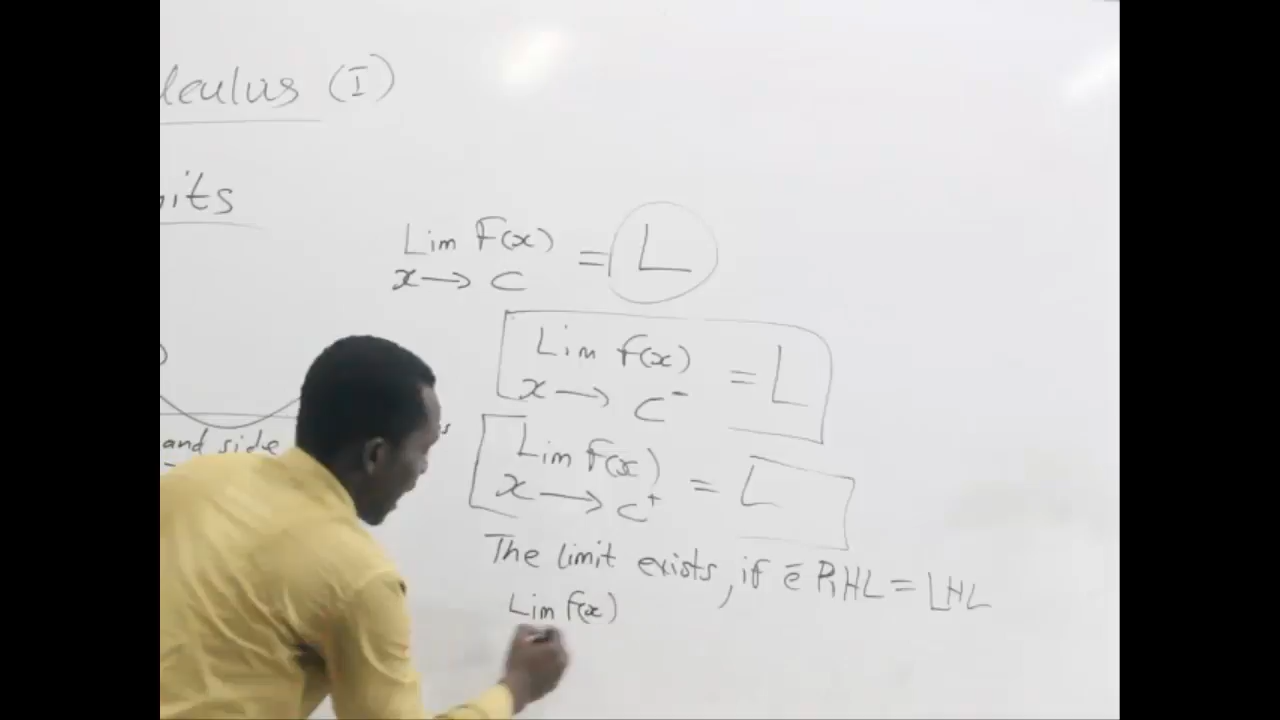 lculus (I)
its
Lim F(x) = L
x → C
Lim f(x) = L
x → C⁻
Lim f(x) = L
x → C⁺
and side
The limit exists, if ē RHL = LHL
Lim f(x)